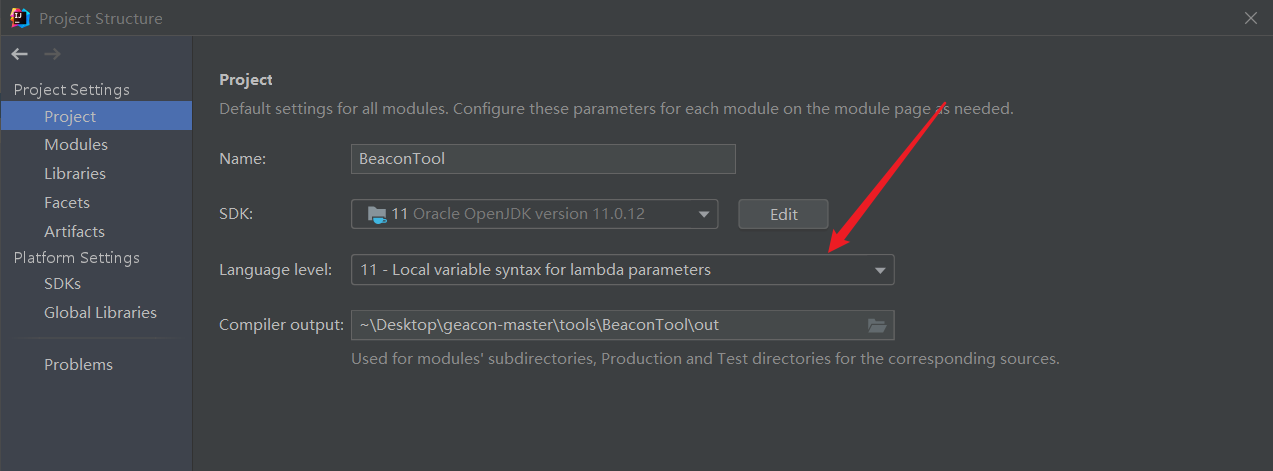 Project Structure
Project Settings
Project
Modules
Libraries
Facets
Artifacts
Platform Settings
SDKs
Global Libraries
Problems
Project
Default settings for all modules. Configure these parameters for each module on the module page as needed.
Name: BeaconTool
SDK: 11 Oracle OpenJDK version 11.0.12 Edit
Language level: 11 - Local variable syntax for lambda parameters
Compiler output: ~\Desktop\geacon-master\tools\BeaconTool\out
Used for modules' subdirectories, Production and Test directories for the corresponding sources.